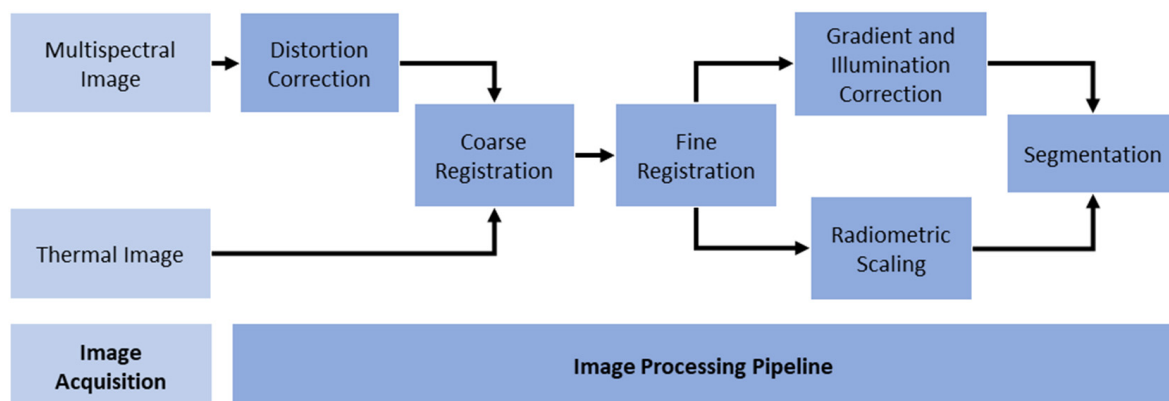 Multispectral
Image
Distortion
Correction
Gradient and
Illumination
Correction
Coarse
Registration
Fine
Registration
Segmentation
Thermal Image
Radiometric
Scaling
Image
Acquisition
Image Processing Pipeline